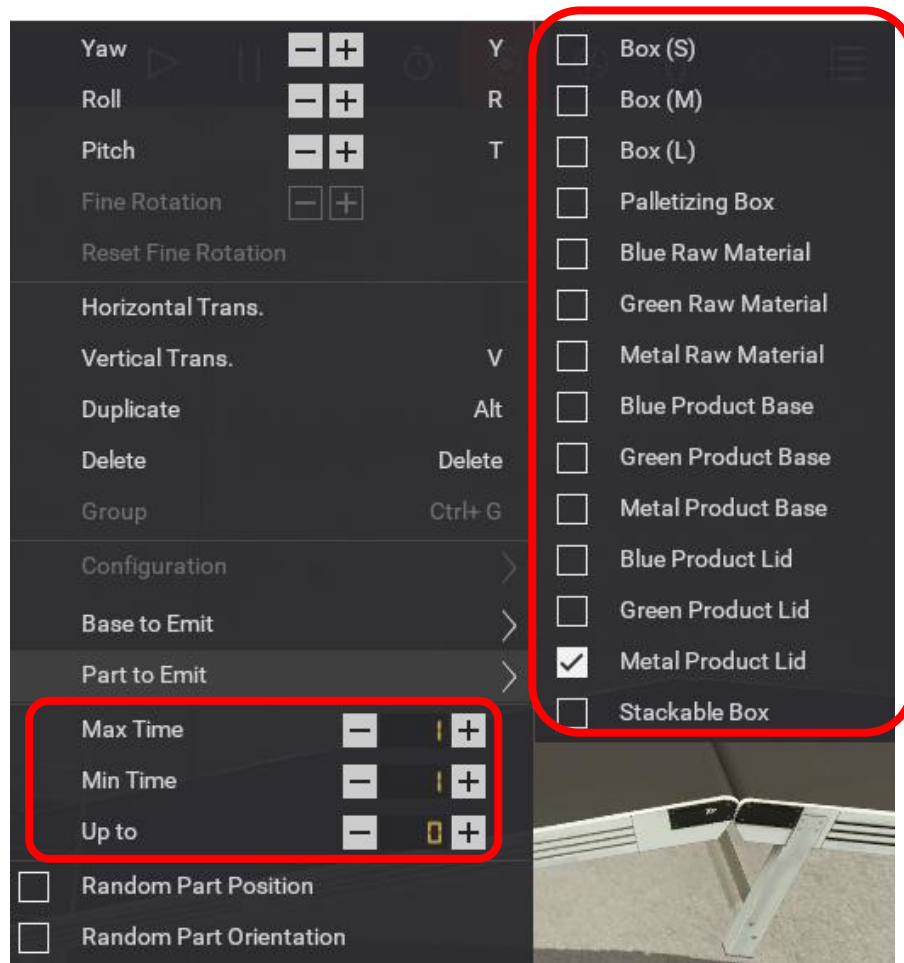 Yaw Y
Roll R
Pitch T
Fine Rotation
Reset Fine Rotation
Horizontal Trans.
Vertical Trans. V
Duplicate Alt
Delete Delete
Group Ctrl+ G
Configuration
Base to Emit
Part to Emit
Max Time 1
Min Time 1
Up to 0
Random Part Position
Random Part Orientation
Box (S)
Box (M)
Box (L)
Palletizing Box
Blue Raw Material
Green Raw Material
Metal Raw Material
Blue Product Base
Green Product Base
Metal Product Base
Blue Product Lid
Green Product Lid
Metal Product Lid
Stackable Box